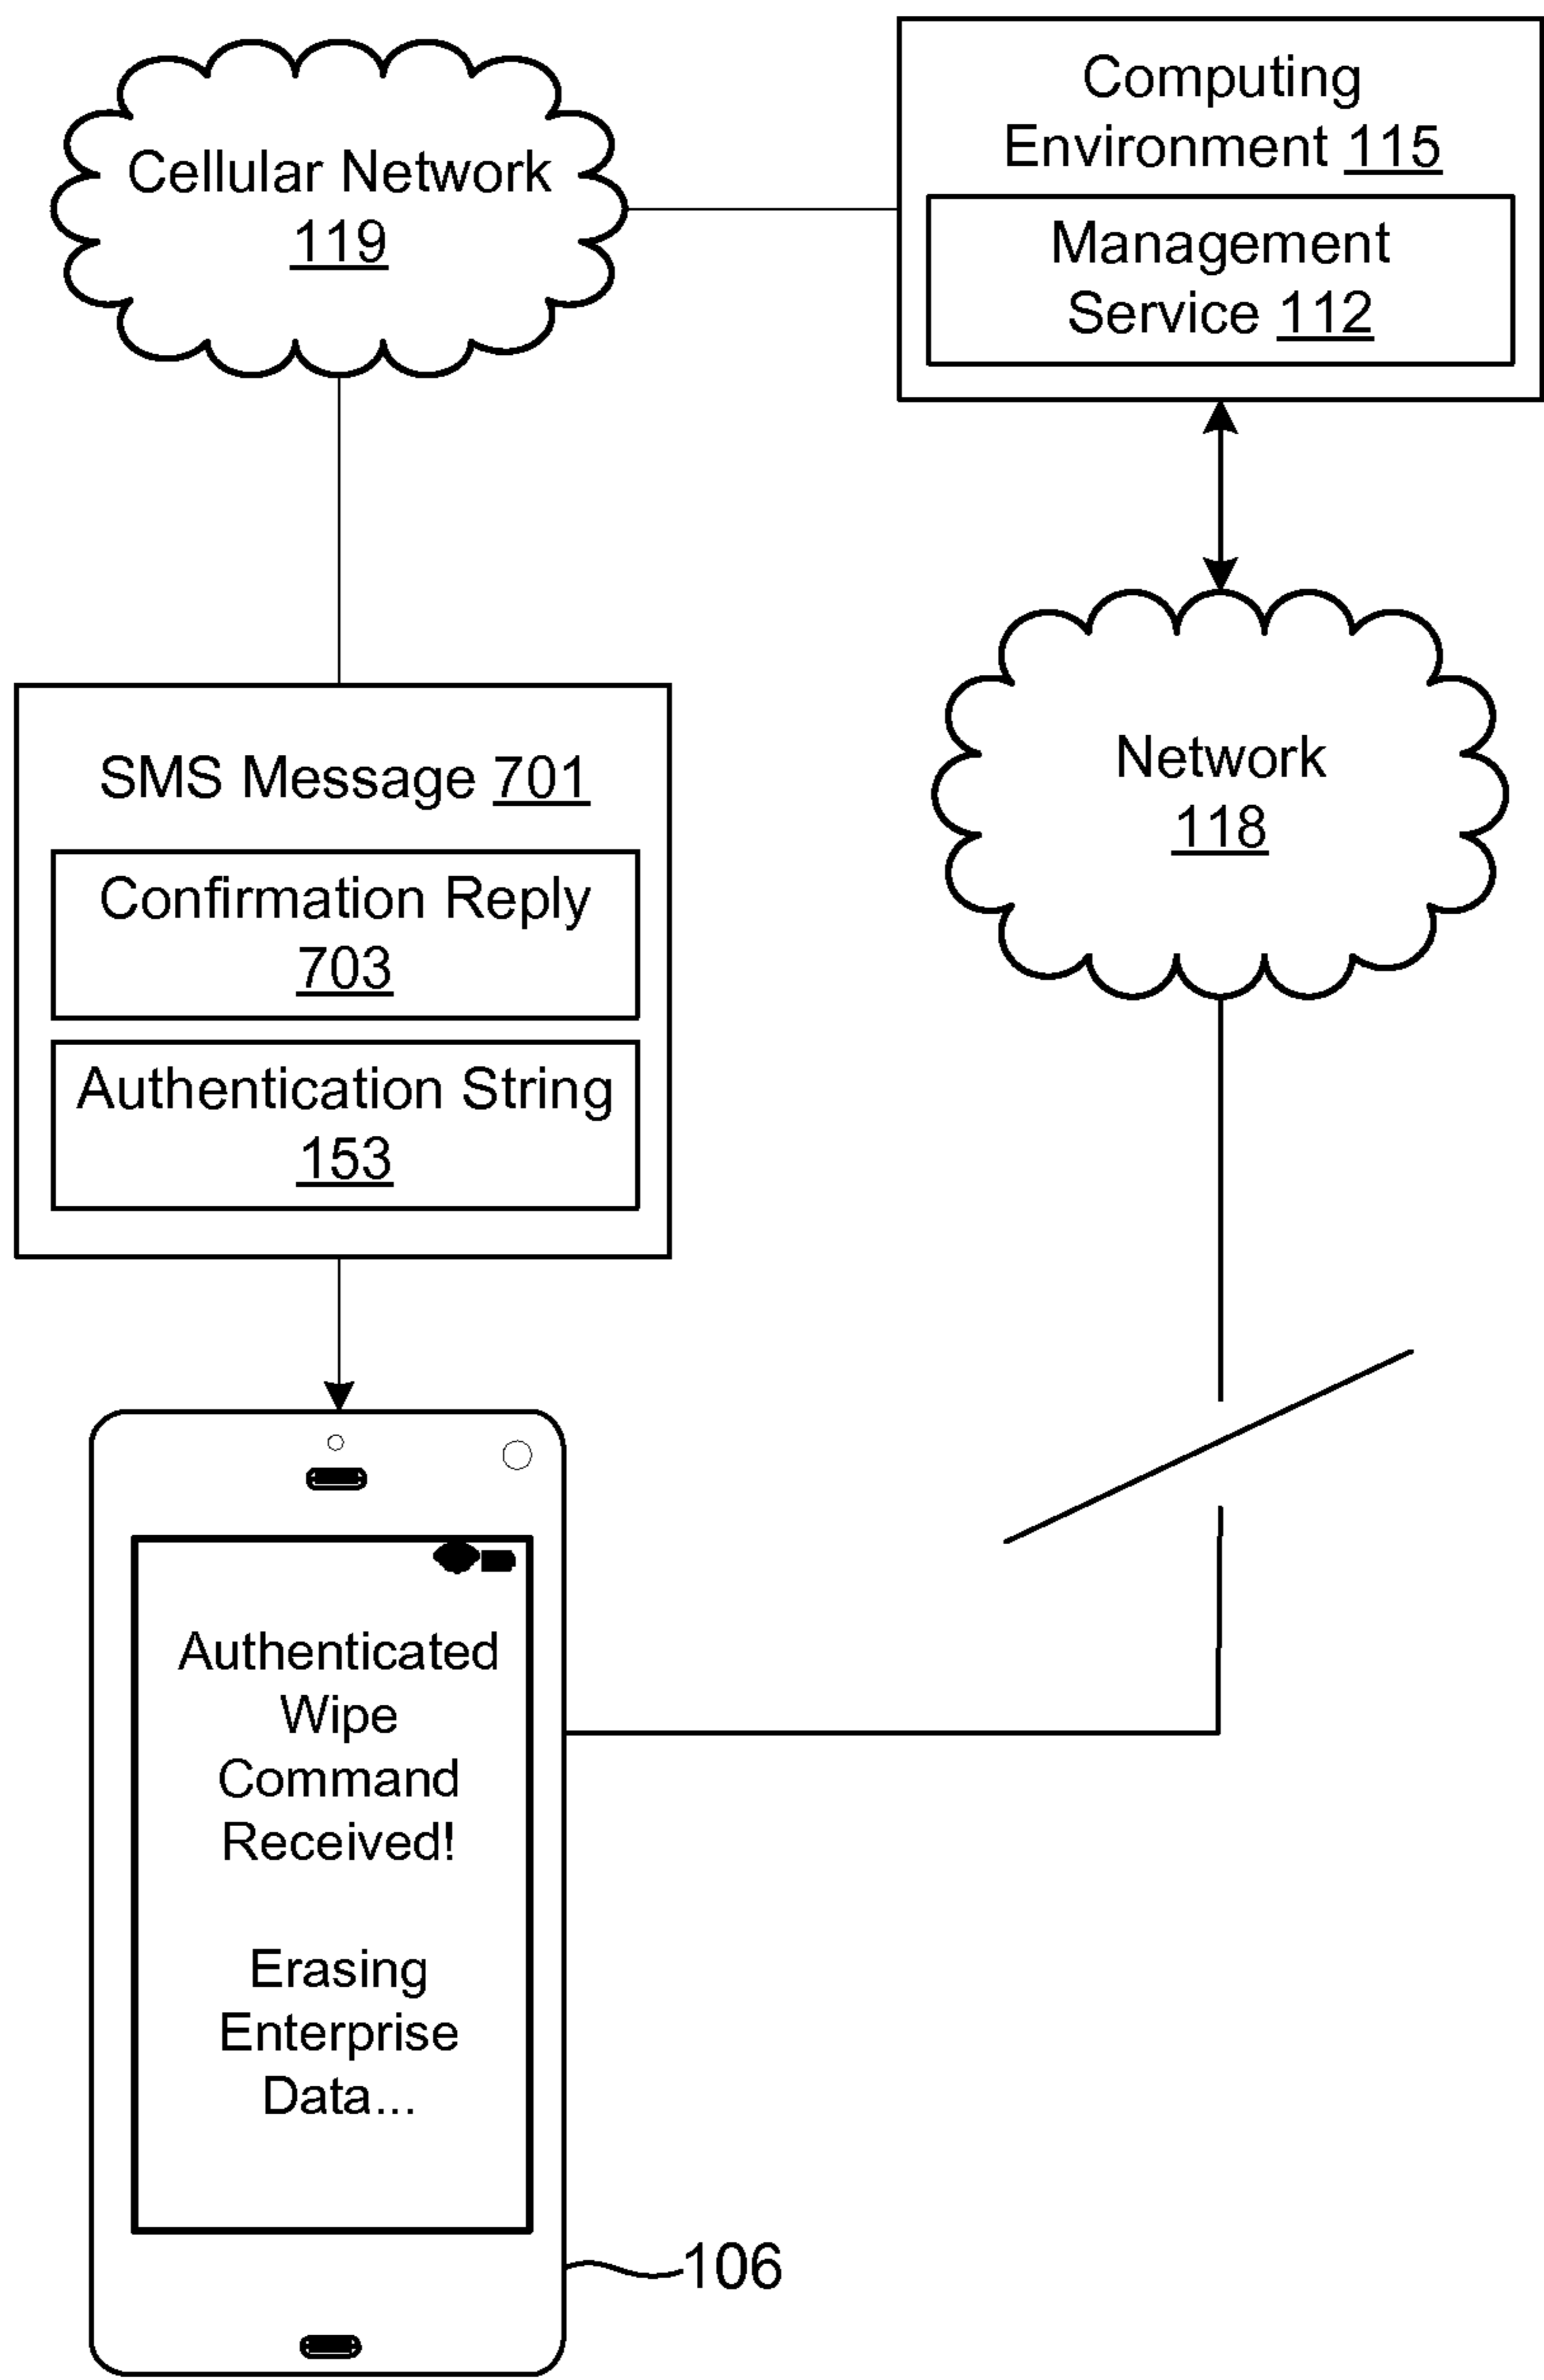 Cellular Network
119
Computing
Environment 115
Management
Service 112
SMS Message 701
Confirmation Reply
703
Authentication String
153
Network
118
Authenticated
Wipe
Command
Received!
Erasing
Enterprise
Data...
106